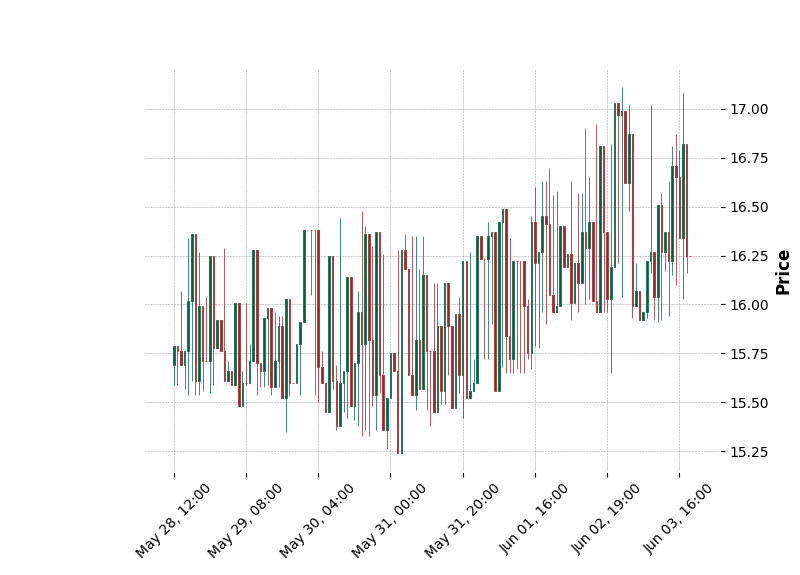 17.00
16.75
16.50
16.25
16.00
15.75
15.50
15.25
Price
May 28, 12:00
May 29, 08:00
May 30, 04:00
May 31, 00:00
May 31, 20:00
Jun 01, 16:00
Jun 02, 19:00
Jun 03, 16:00